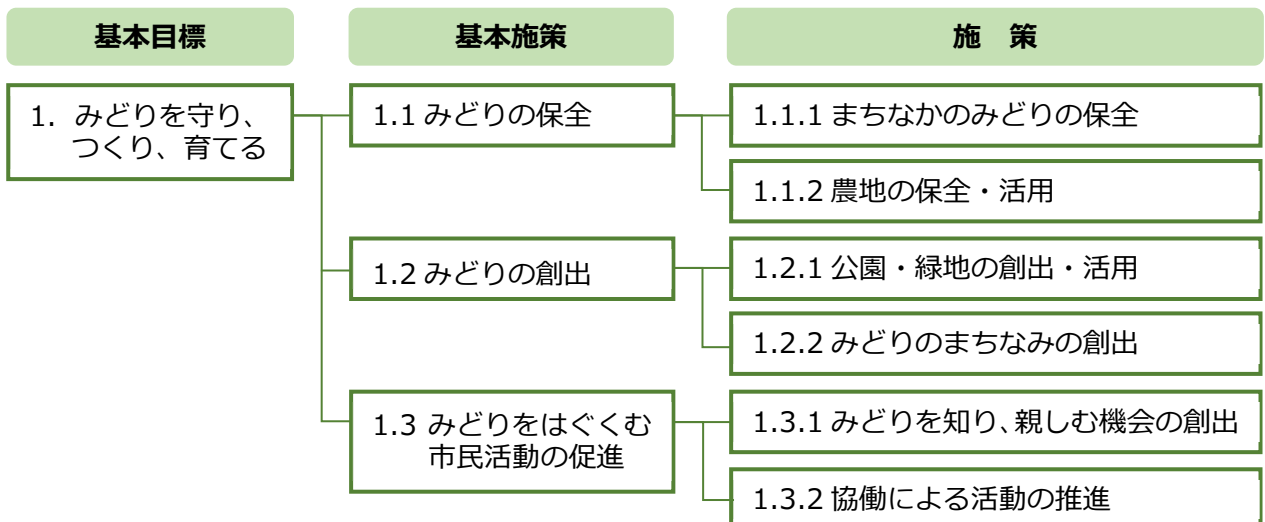 基本目標
基本施策
施 策
1. みどりを守り、
つくり、育てる
1.1 みどりの保全
1.1.1 まちなかのみどりの保全
1.1.2 農地の保全・活用
1.2 みどりの創出
1.2.1 公園・緑地の創出・活用
1.2.2 みどりのまちなみの創出
1.3 みどりをはぐくむ
市民活動の促進
1.3.1 みどりを知り、親しむ機会の創出
1.3.2 協働による活動の推進